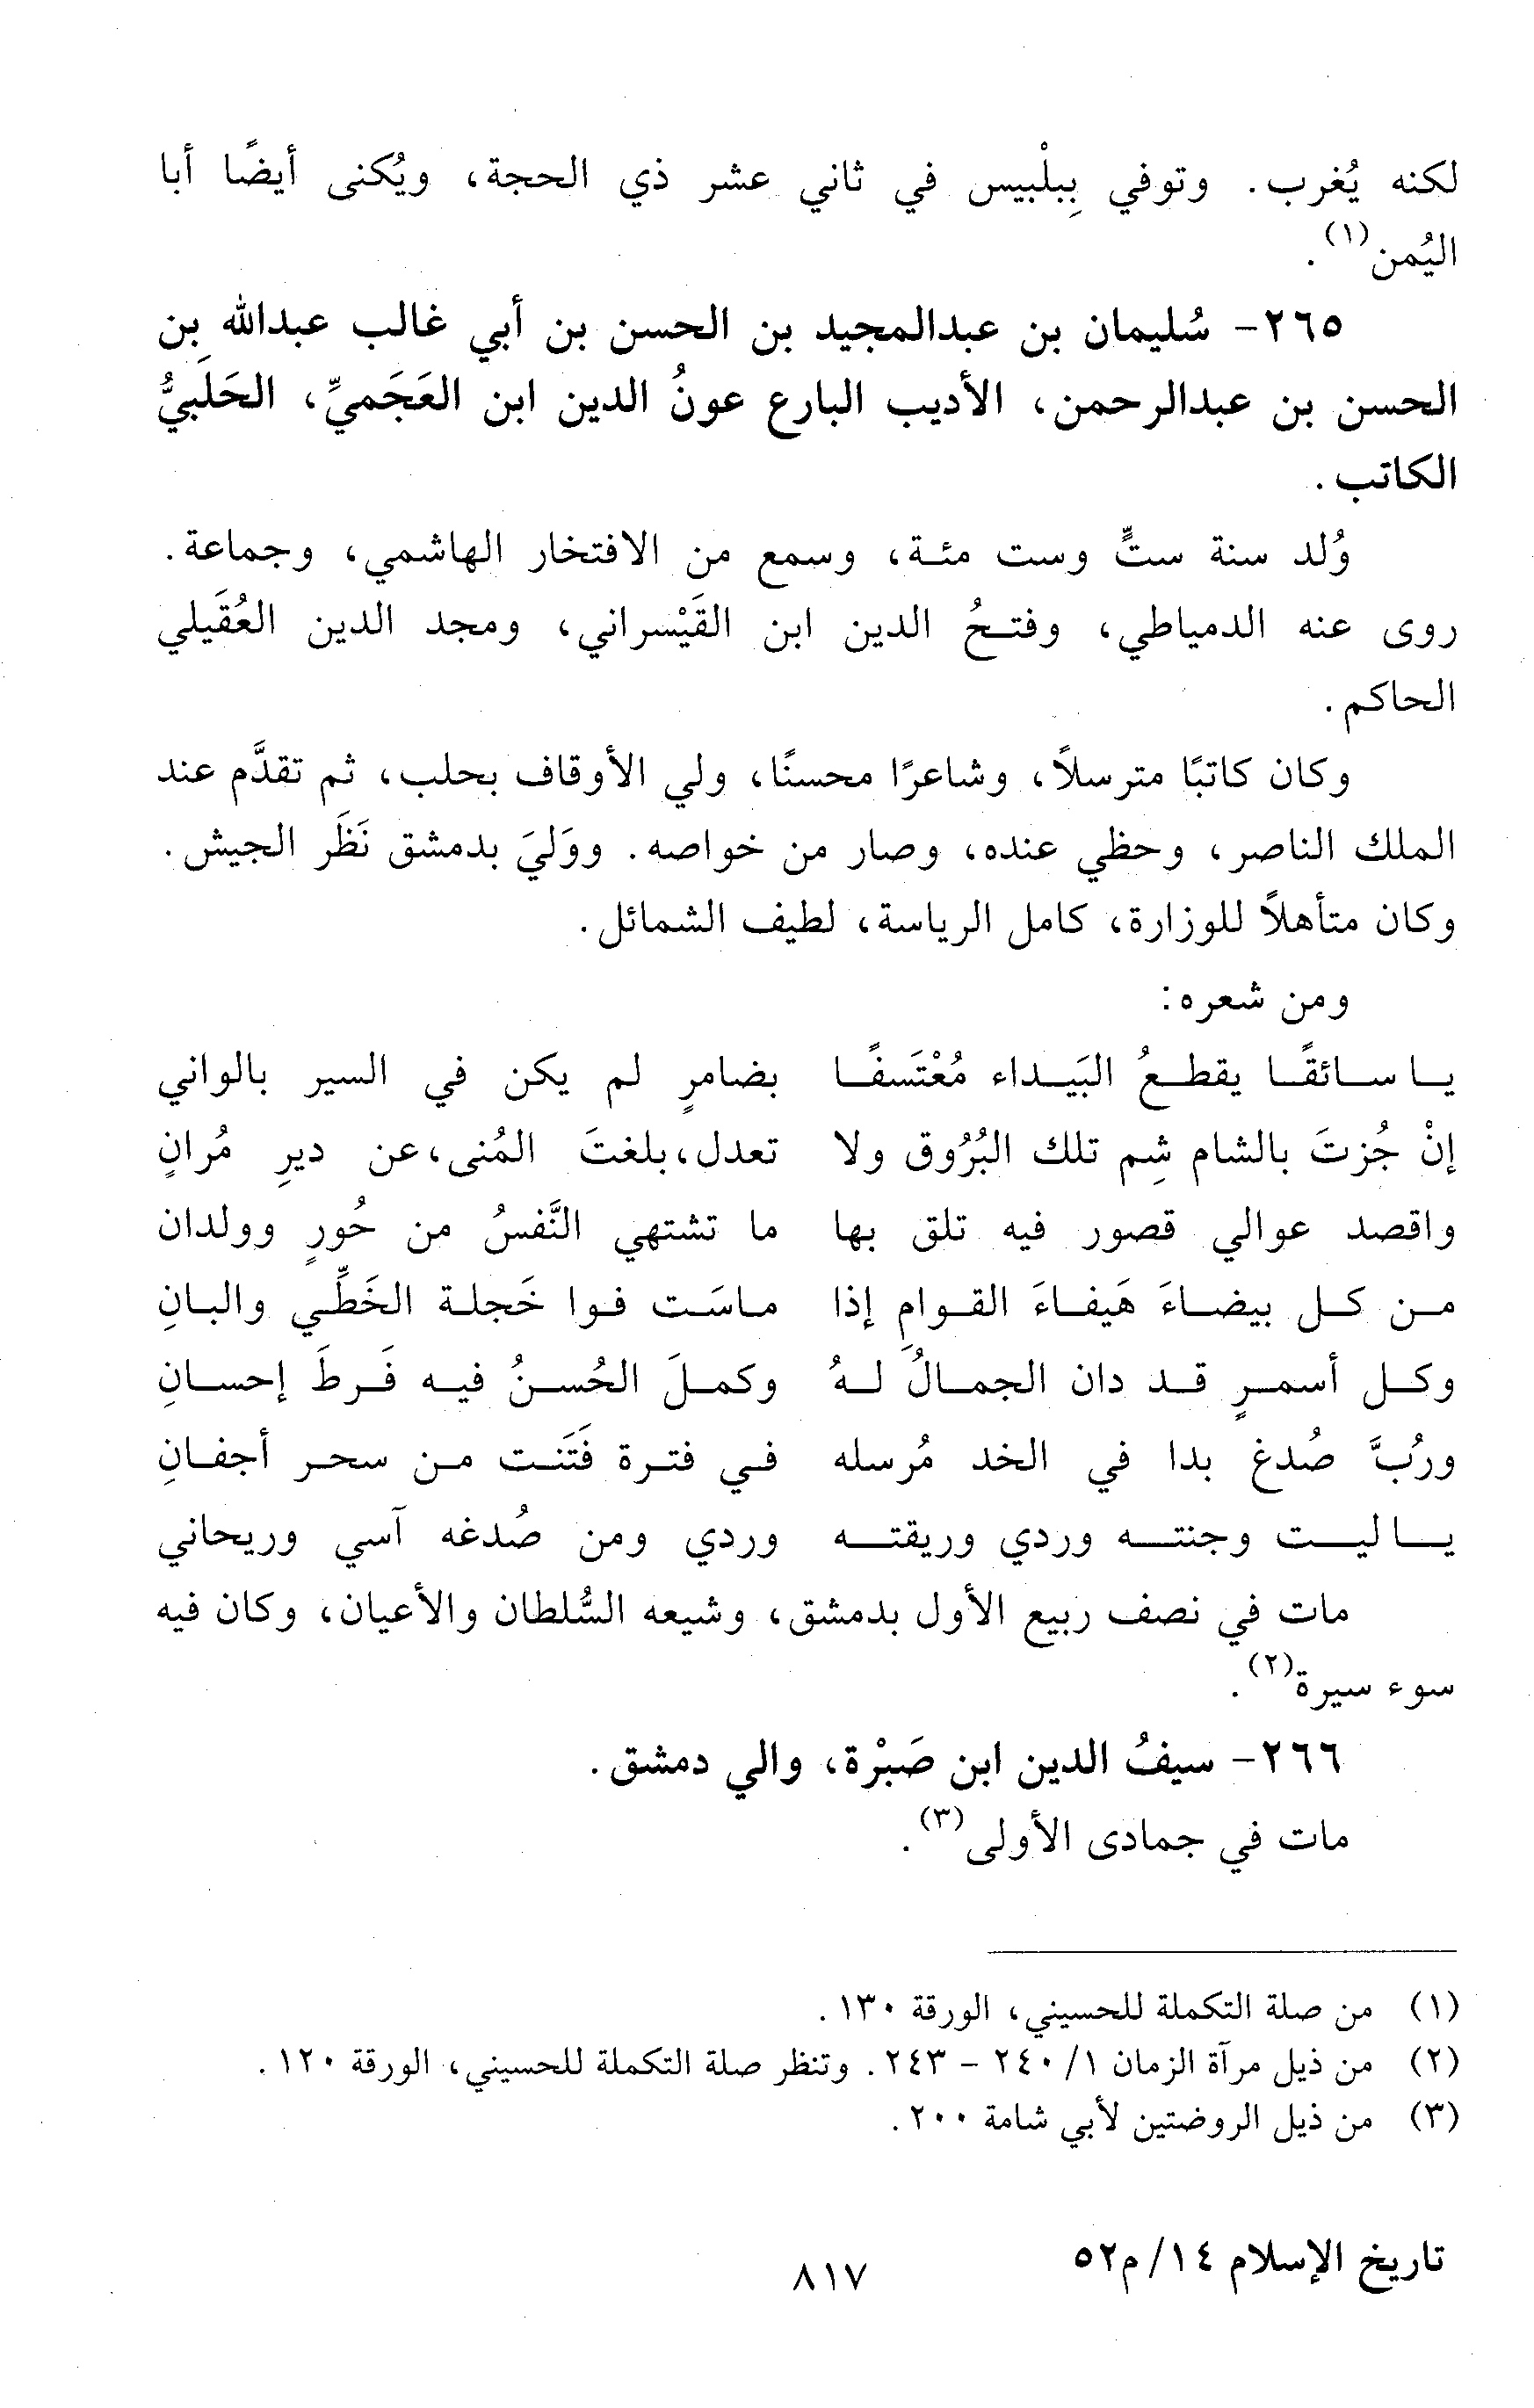 لكنه يُغرب. وتوفي بِبلْبيس في ثاني عشر ذي الحجة، ويُكنى أيضًا أبا
اليُمن(١).
٢٦٥- سُليمان بن عبدالمجيد بن الحسن بن أبي غالب عبدالله بن
الحسن بن عبدالرحمن، الأديب البارع عونُ الدين ابن العَجَميِّ، الحَلَبيُّ
الكاتب.
وُلد سنة ستٍّ وست مئة، وسمع من الافتخار الهاشمي، وجماعة.
روى عنه الدمياطي، وفتحُ الدين ابن القَيْسراني، ومجد الدين العُقَيلي
الحاكم.
وكان كاتبًا مترسلاً، وشاعرًا محسنًا، ولي الأوقاف بحلب، ثم تقدَّم عند
الملك الناصر، وحظي عنده، وصار من خواصه. ووَليَ بدمشق نَظَر الجيش.
وكان متأهلاً للوزارة، كامل الرياسة، لطيف الشمائل.
ومن شعره:
يا سائقًا يقطعُ البَيداء مُعْتَسفًا بضامرٍ لم يكن في السير بالواني
إنْ جُزتَ بالشام شِم تلك البُرُوق ولا تعدل، بلغتَ المُنى، عن ديرِ مُرانِ
واقصد عوالي قصور فيه تلق بها ما تشتهي النَّفسُ من حُورٍ وولدان
من كل بيضاءَ هَيفاءَ القوامِ إذا ماسَت فوا خَجلة الخَطِّي والبانِ
وكل أسمرٍ قد دان الجمالُ لهُ وكملَ الحُسنُ فيه فَرطَ إحسانِ
ورُبَّ صُدغ بدا في الخد مُرسله في فترة فَتَنت من سحر أجفانِ
يا ليت وجنته وردي وريقته وردي ومن صُدغه آسي وريحاني
مات في نصف ربيع الأول بدمشق، وشيعه السُّلطان والأعيان، وكان فيه
سوء سيرة(٢).
٢٦٦- سيفُ الدين ابن صَبْرة، والي دمشق.
مات في جمادى الأولى(٣).
(١) من صلة التكملة للحسيني، الورقة ١٣٠.
(٢) من ذيل مرآة الزمان ١/ ٢٤٠ - ٢٤٣. وتنظر صلة التكملة للحسيني، الورقة ١٢٠.
(٣) من ذيل الروضتين لأبي شامة ٢٠٠.
تاريخ الإسلام ١٤/ م٥٢
٨١٧